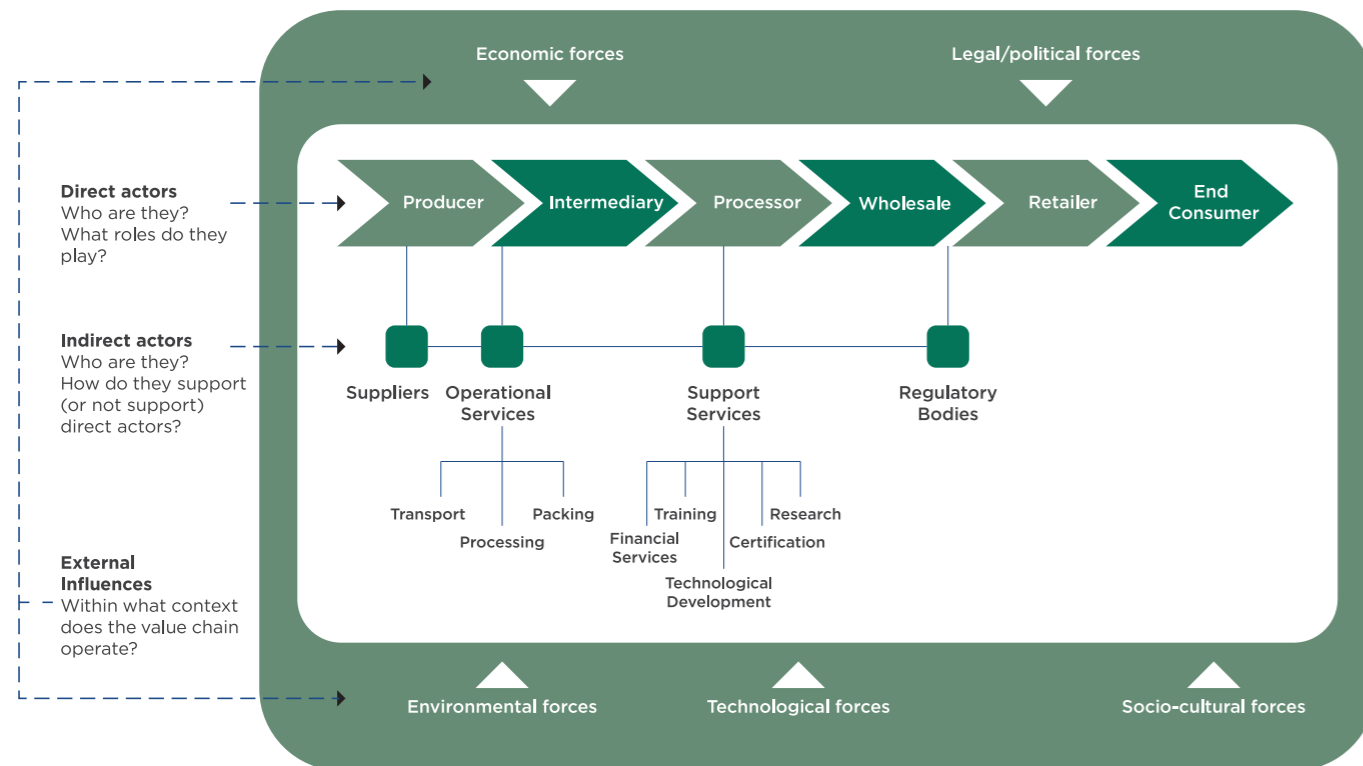 Economic forces
Legal/political forces
Direct actors
Who are they?
What roles do they
play?
Producer
Intermediary
Processor
Wholesale
Retailer
End
Consumer
Indirect actors
Who are they?
How do they support
(or not support)
direct actors?
Suppliers
Operational
Services
Support
Services
Regulatory
Bodies
Transport
Processing
Packing
Financial
Services
Training
Technological
Development
Certification
Research
External
Influences
Within what context
does the value chain
operate?
Environmental forces
Technological forces
Socio-cultural forces